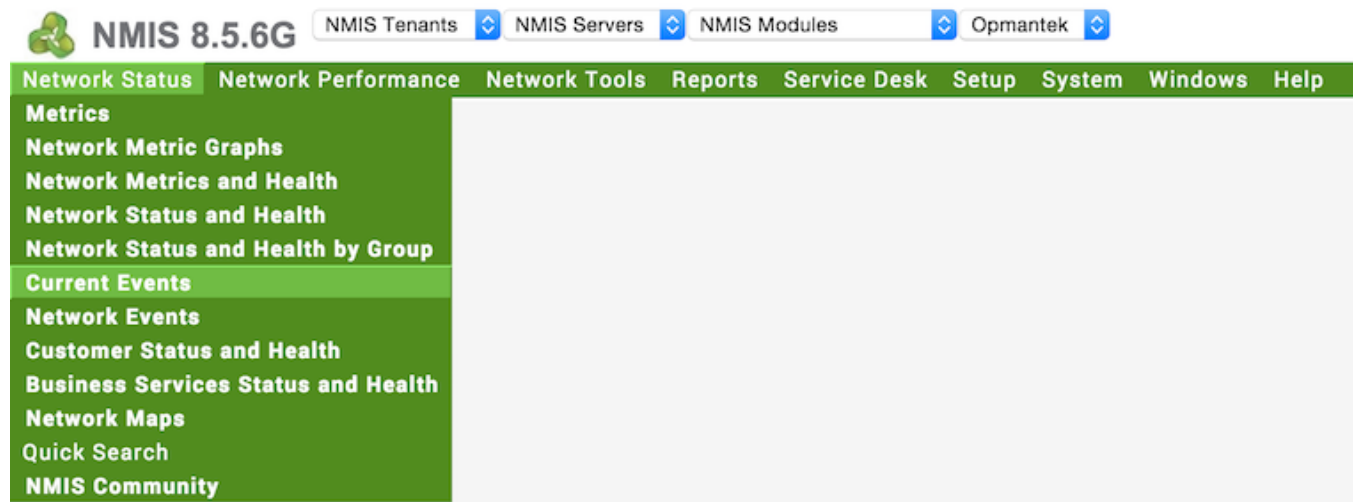 NMIS 8.5.6G NMIS Tenants NMIS Servers NMIS Modules Opmantek
Network Status Network Performance Network Tools Reports Service Desk Setup System Windows Help
Metrics
Network Metric Graphs
Network Metrics and Health
Network Status and Health
Network Status and Health by Group
Current Events
Network Events
Customer Status and Health
Business Services Status and Health
Network Maps
Quick Search
NMIS Community